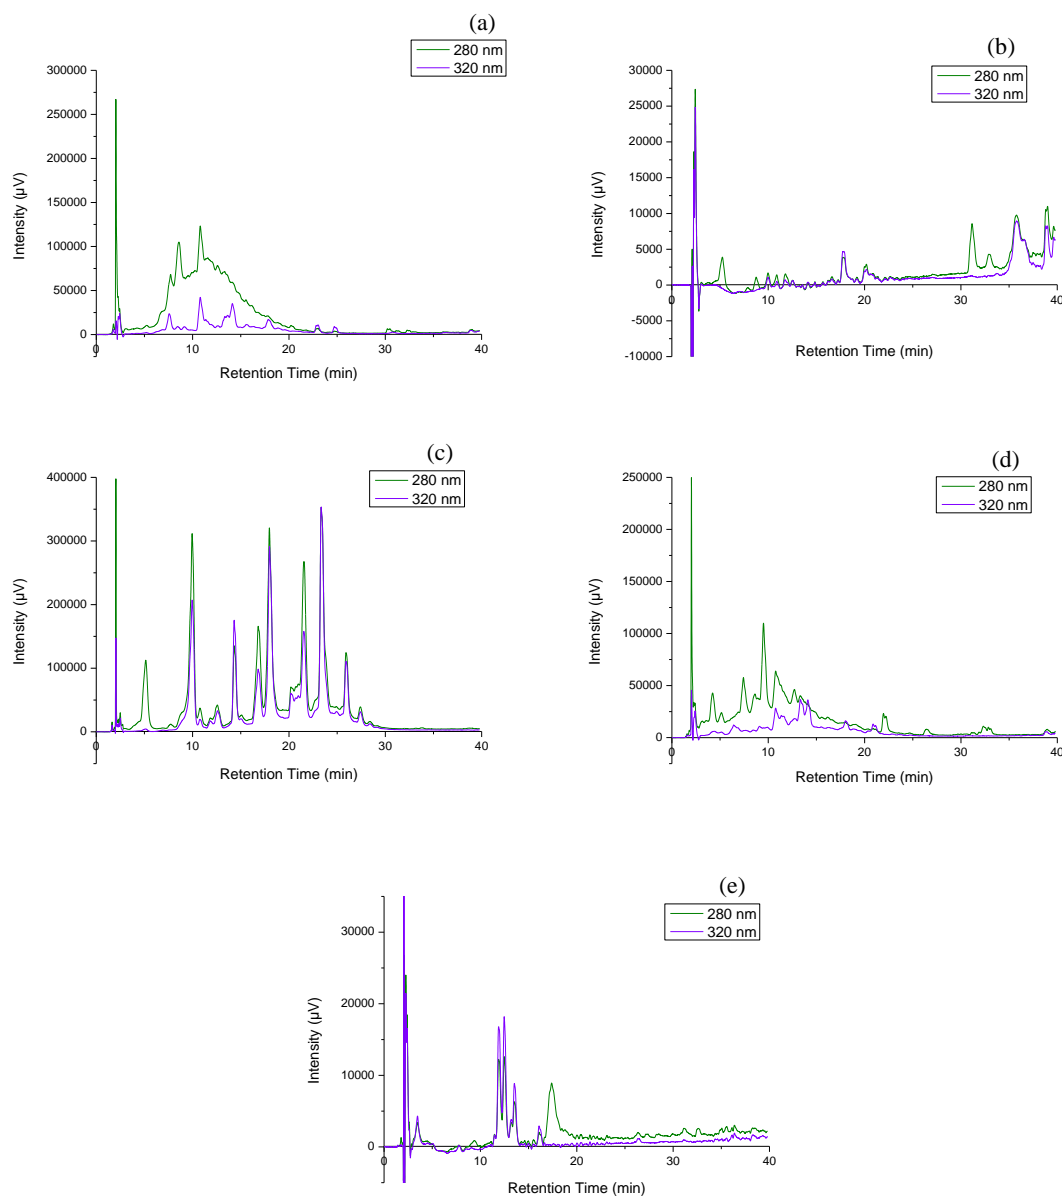 (a)
280 nm
320 nm
300000
250000
200000
150000
100000
50000
0
0 10 20 30 40
Intensity (µV)
Retention Time (min)
(b)
280 nm
320 nm
30000
25000
20000
15000
10000
5000
0
-5000
-10000
0 10 20 30 40
Intensity (µV)
Retention Time (min)
(c)
280 nm
320 nm
400000
300000
200000
100000
0
0 10 20 30 40
Intensity (µV)
Retention Time (min)
(d)
280 nm
320 nm
250000
200000
150000
100000
50000
0
0 10 20 30 40
Intensity (µV)
Retention Time (min)
(e)
280 nm
320 nm
30000
20000
10000
0
0 10 20 30 40
Intensity (µV)
Retention Time (min)